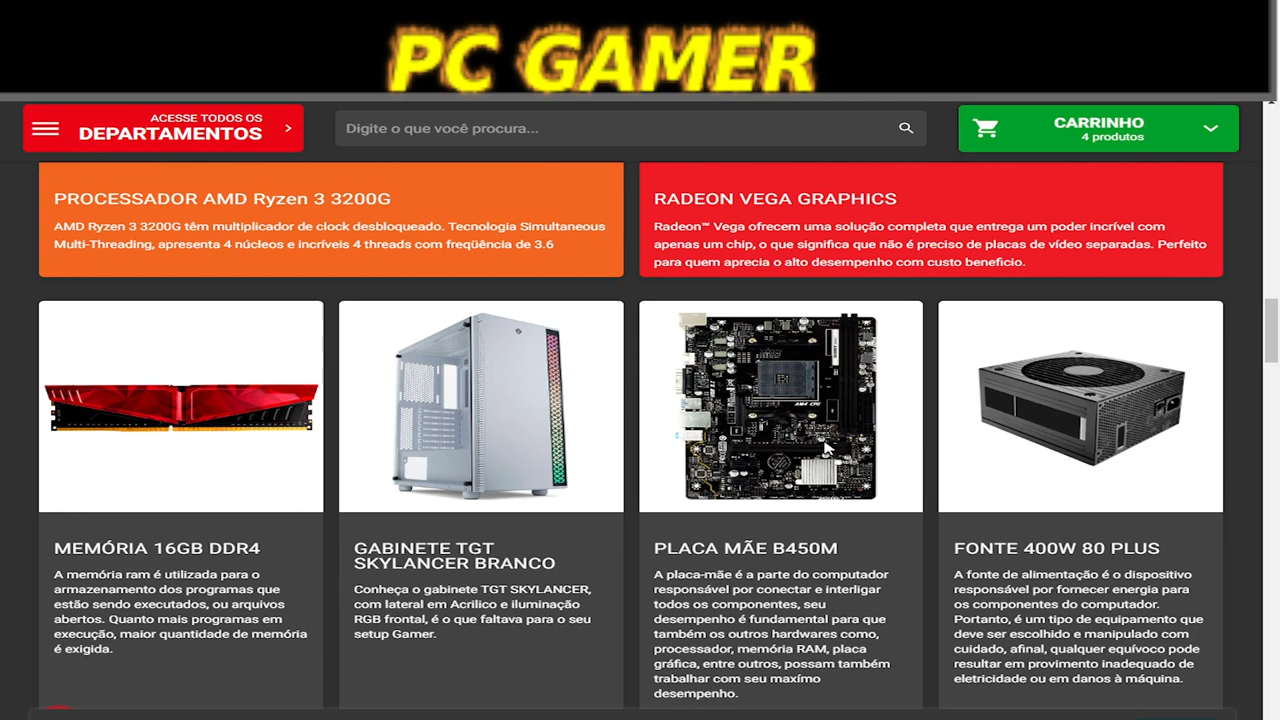 PC GAMER
ACESSE TODOS OS
DEPARTAMENTOS
Digite o que você procura...
CARRINHO
4 produtos
PROCESSADOR AMD Ryzen 3 3200G
AMD Ryzen 3 3200G têm multiplicador de clock desbloqueado. Tecnologia Simultaneous
Multi-Threading, apresenta 4 núcleos e incríveis 4 threads com freqüência de 3.6
RADEON VEGA GRAPHICS
Radeon™ Vega ofrecem uma solução completa que entrega um poder incrível com
apenas um chip, o que significa que não é preciso de placas de vídeo separadas. Perfeito
para quem aprecia o alto desempenho com custo beneficio.
MEMÓRIA 16GB DDR4
A memória ram é utilizada para o
armazenamento dos programas que
estão sendo executados, ou arquivos
abertos. Quanto mais programas em
execução, maior quantidade de memória
é exigida.
GABINETE TGT
SKYLANCER BRANCO
Conheça o gabinete TGT SKYLANCER,
com lateral em Acrilico e iluminação
RGB frontal, é o que faltava para o seu
setup Gamer.
AM4 CPU
PLACA MÃE B450M
A placa-mãe é a parte do computador
responsável por conectar e interligar
todos os componentes, seu
desempenho é fundamental para que
também os outros hardwares como,
processador, memória RAM, placa
gráfica, entre outros, possam também
trabalhar com seu maxímo
desempenho.
FONTE 400W 80 PLUS
A fonte de alimentação é o dispositivo
responsável por fornecer energia para
os componentes do computador.
Portanto, é um tipo de equipamento que
deve ser escolhido e manipulado com
cuidado, afinal, qualquer equívoco pode
resultar em provimento inadequado de
eletricidade ou em danos à máquina.